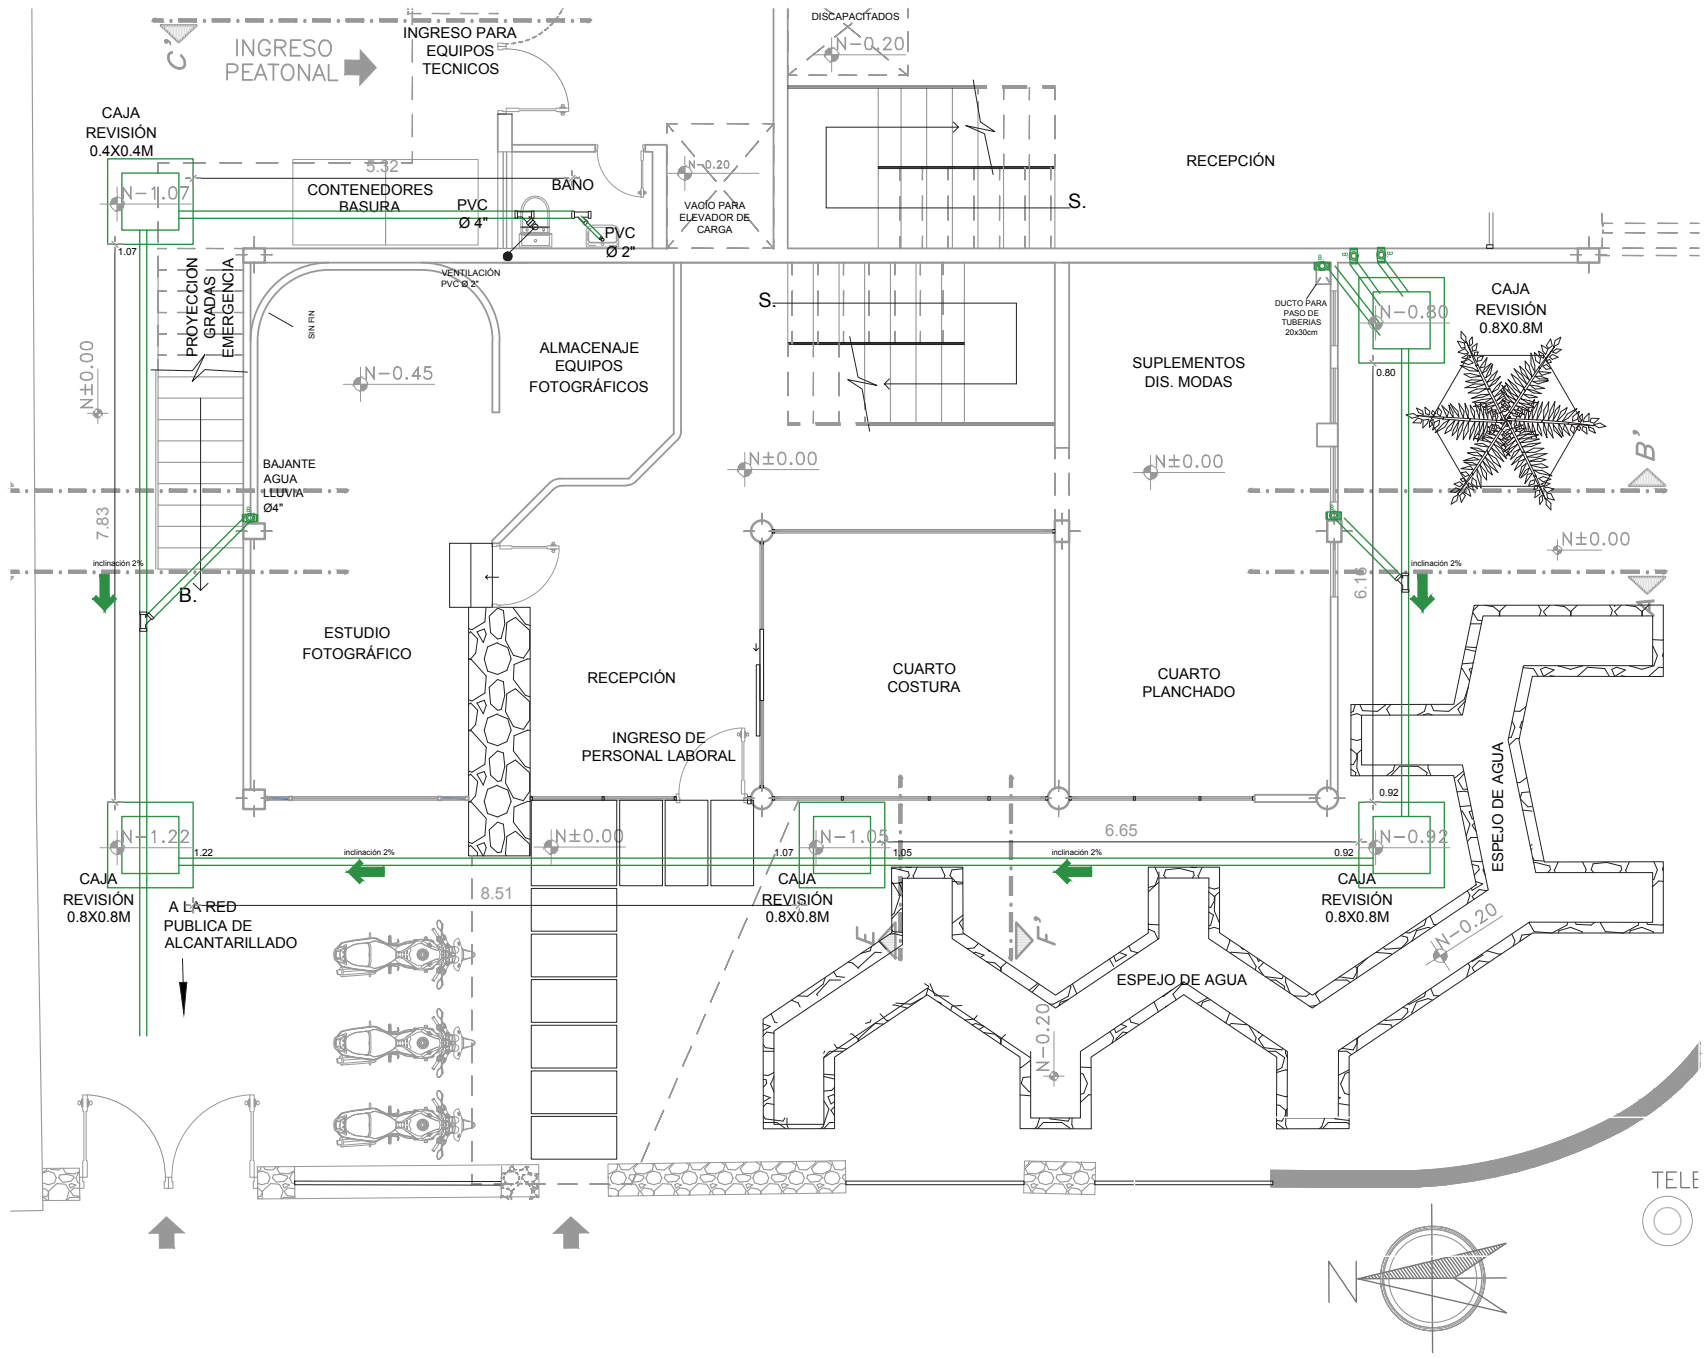 DISCAPACITADOS
N-0.20
C'
INGRESO
PEATONAL
INGRESO PARA
EQUIPOS
TECNICOS
CAJA
REVISIÓN
0.4X0.4M
N-1.07
5.32
CONTENEDORES
BASURA
PVC
Ø 4"
BAÑO
PVC
Ø 2"
N-0.20
VACIO PARA
ELEVADOR DE
CARGA
S.
RECEPCIÓN
1.07
PROYECCION
GRADAS
EMERGENCIA
VENTILACIÓN
PVC Ø 2"
SIN FIN
S.
DUCTO PARA
PASO DE
TUBERIAS
20x30cm
N-0.80
CAJA
REVISIÓN
0.8X0.8M
0.80
N±0.00
N-0.45
ALMACENAJE
EQUIPOS
FOTOGRÁFICOS
SUPLEMENTOS
DIS. MODAS
N±0.00
N±0.00
B'
BAJANTE
AGUA
LLUVIA
Ø4"
7.83
inclinación 2%
B.
N±0.00
inclinación 2%
6.16
A
ESTUDIO
FOTOGRÁFICO
RECEPCIÓN
CUARTO
COSTURA
CUARTO
PLANCHADO
INGRESO DE
PERSONAL LABORAL
ESPEJO DE AGUA
0.92
N-1.22
1.22
inclinación 2%
N±0.00
1.07
N-1.05
1.05
6.65
inclinación 2%
0.92
N-0.92
CAJA
REVISIÓN
0.8X0.8M
8.51
CAJA
REVISIÓN
0.8X0.8M
CAJA
REVISIÓN
0.8X0.8M
A LA RED
PUBLICA DE
ALCANTARILLADO
E
F'
N-0.20
ESPEJO DE AGUA
N-0.20
TELE
N